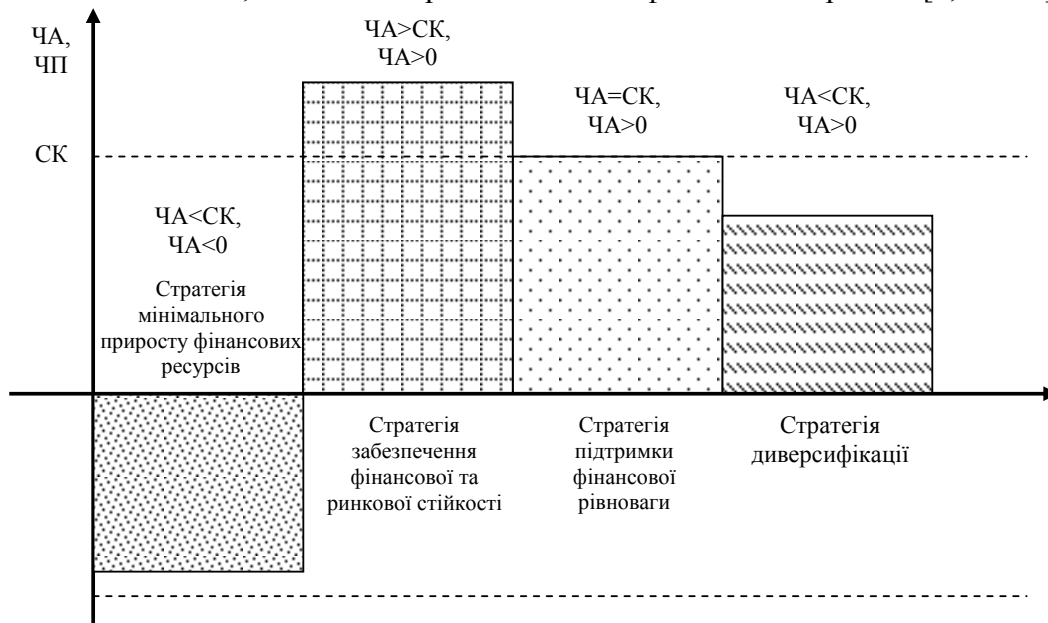 ЧА,
ЧП
СК
ЧА>СК,
ЧА>0
ЧА=СК,
ЧА>0
ЧА<СК,
ЧА>0
ЧА<СК,
ЧА<0
Стратегія
мінімального
приросту фінансових
ресурсів
Стратегія
забезпечення
фінансової та
ринкової стійкості
Стратегія
підтримки
фінансової
рівноваги
Стратегія
диверсифікації